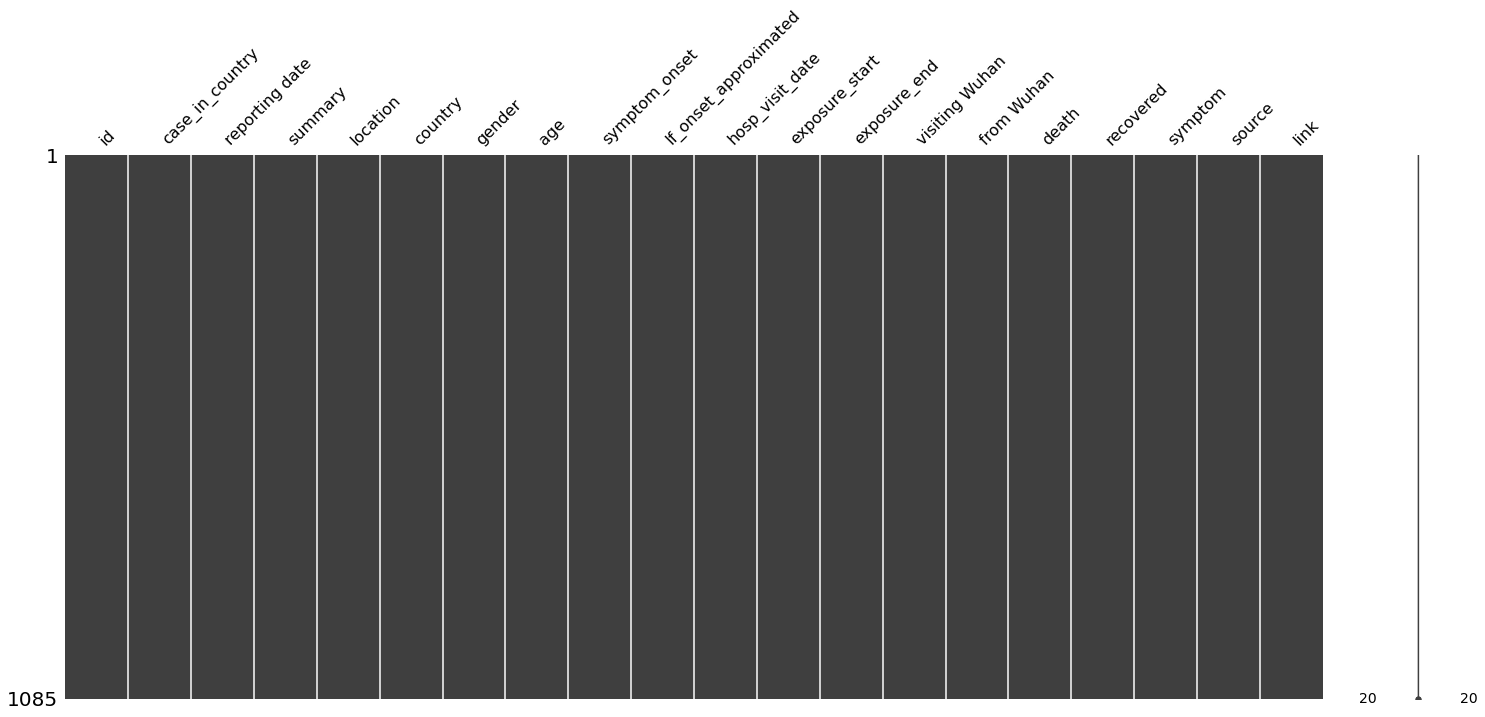 id
case_in_country
reporting date
summary
location
country
gender
age
symptom_onset
If_onset_approximated
hosp_visit_date
exposure_start
exposure_end
visiting Wuhan
from Wuhan
death
recovered
symptom
source
link
1
1085
20
20